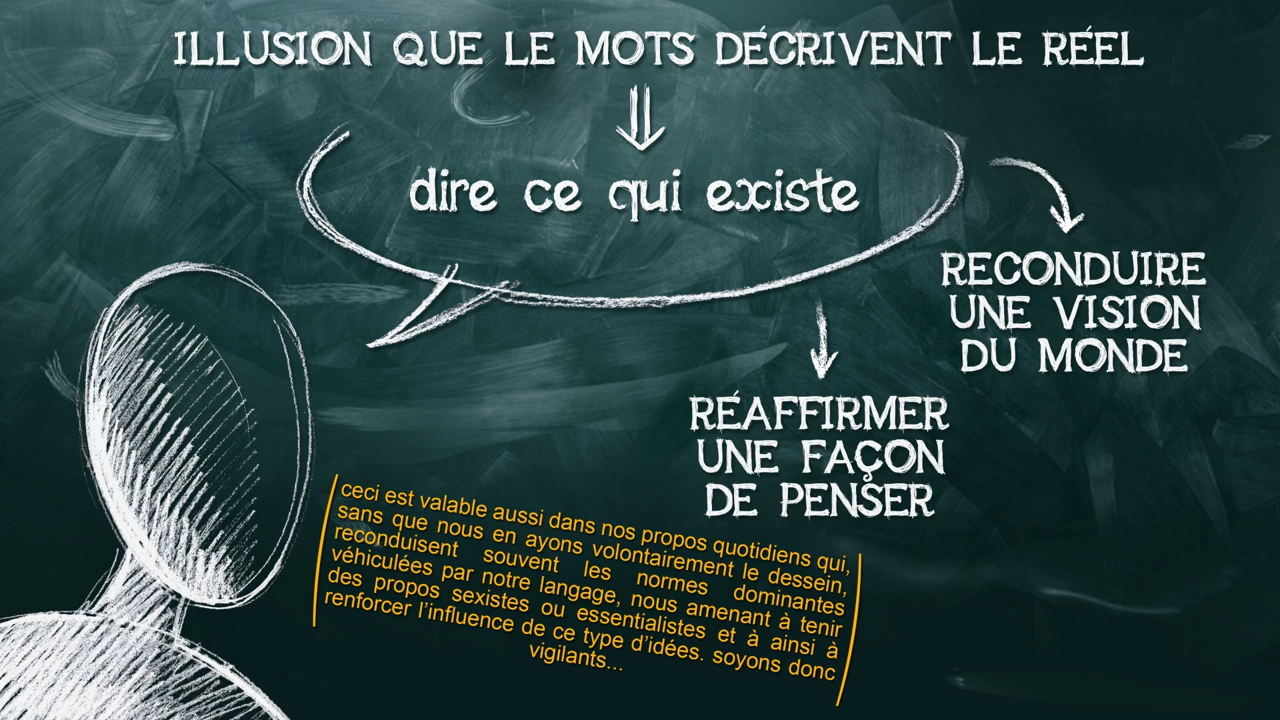 ILLUSION QUE LE MOTS DÉCRIVENT LE RÉEL
dire ce qui existe
RECONDUIRE
UNE VISION
DU MONDE
RÉAFFIRMER
UNE FAÇON
DE PENSER
ceci est valable aussi dans nos propos quotidiens qui,
sans que nous en ayons volontairement le dessein,
reconduisent souvent les normes dominantes
véhiculées par notre langage, nous amenant à tenir
des propos sexistes ou essentialistes et à ainsi à
renforcer l'influence de ce type d'idées. soyons donc
vigilants...